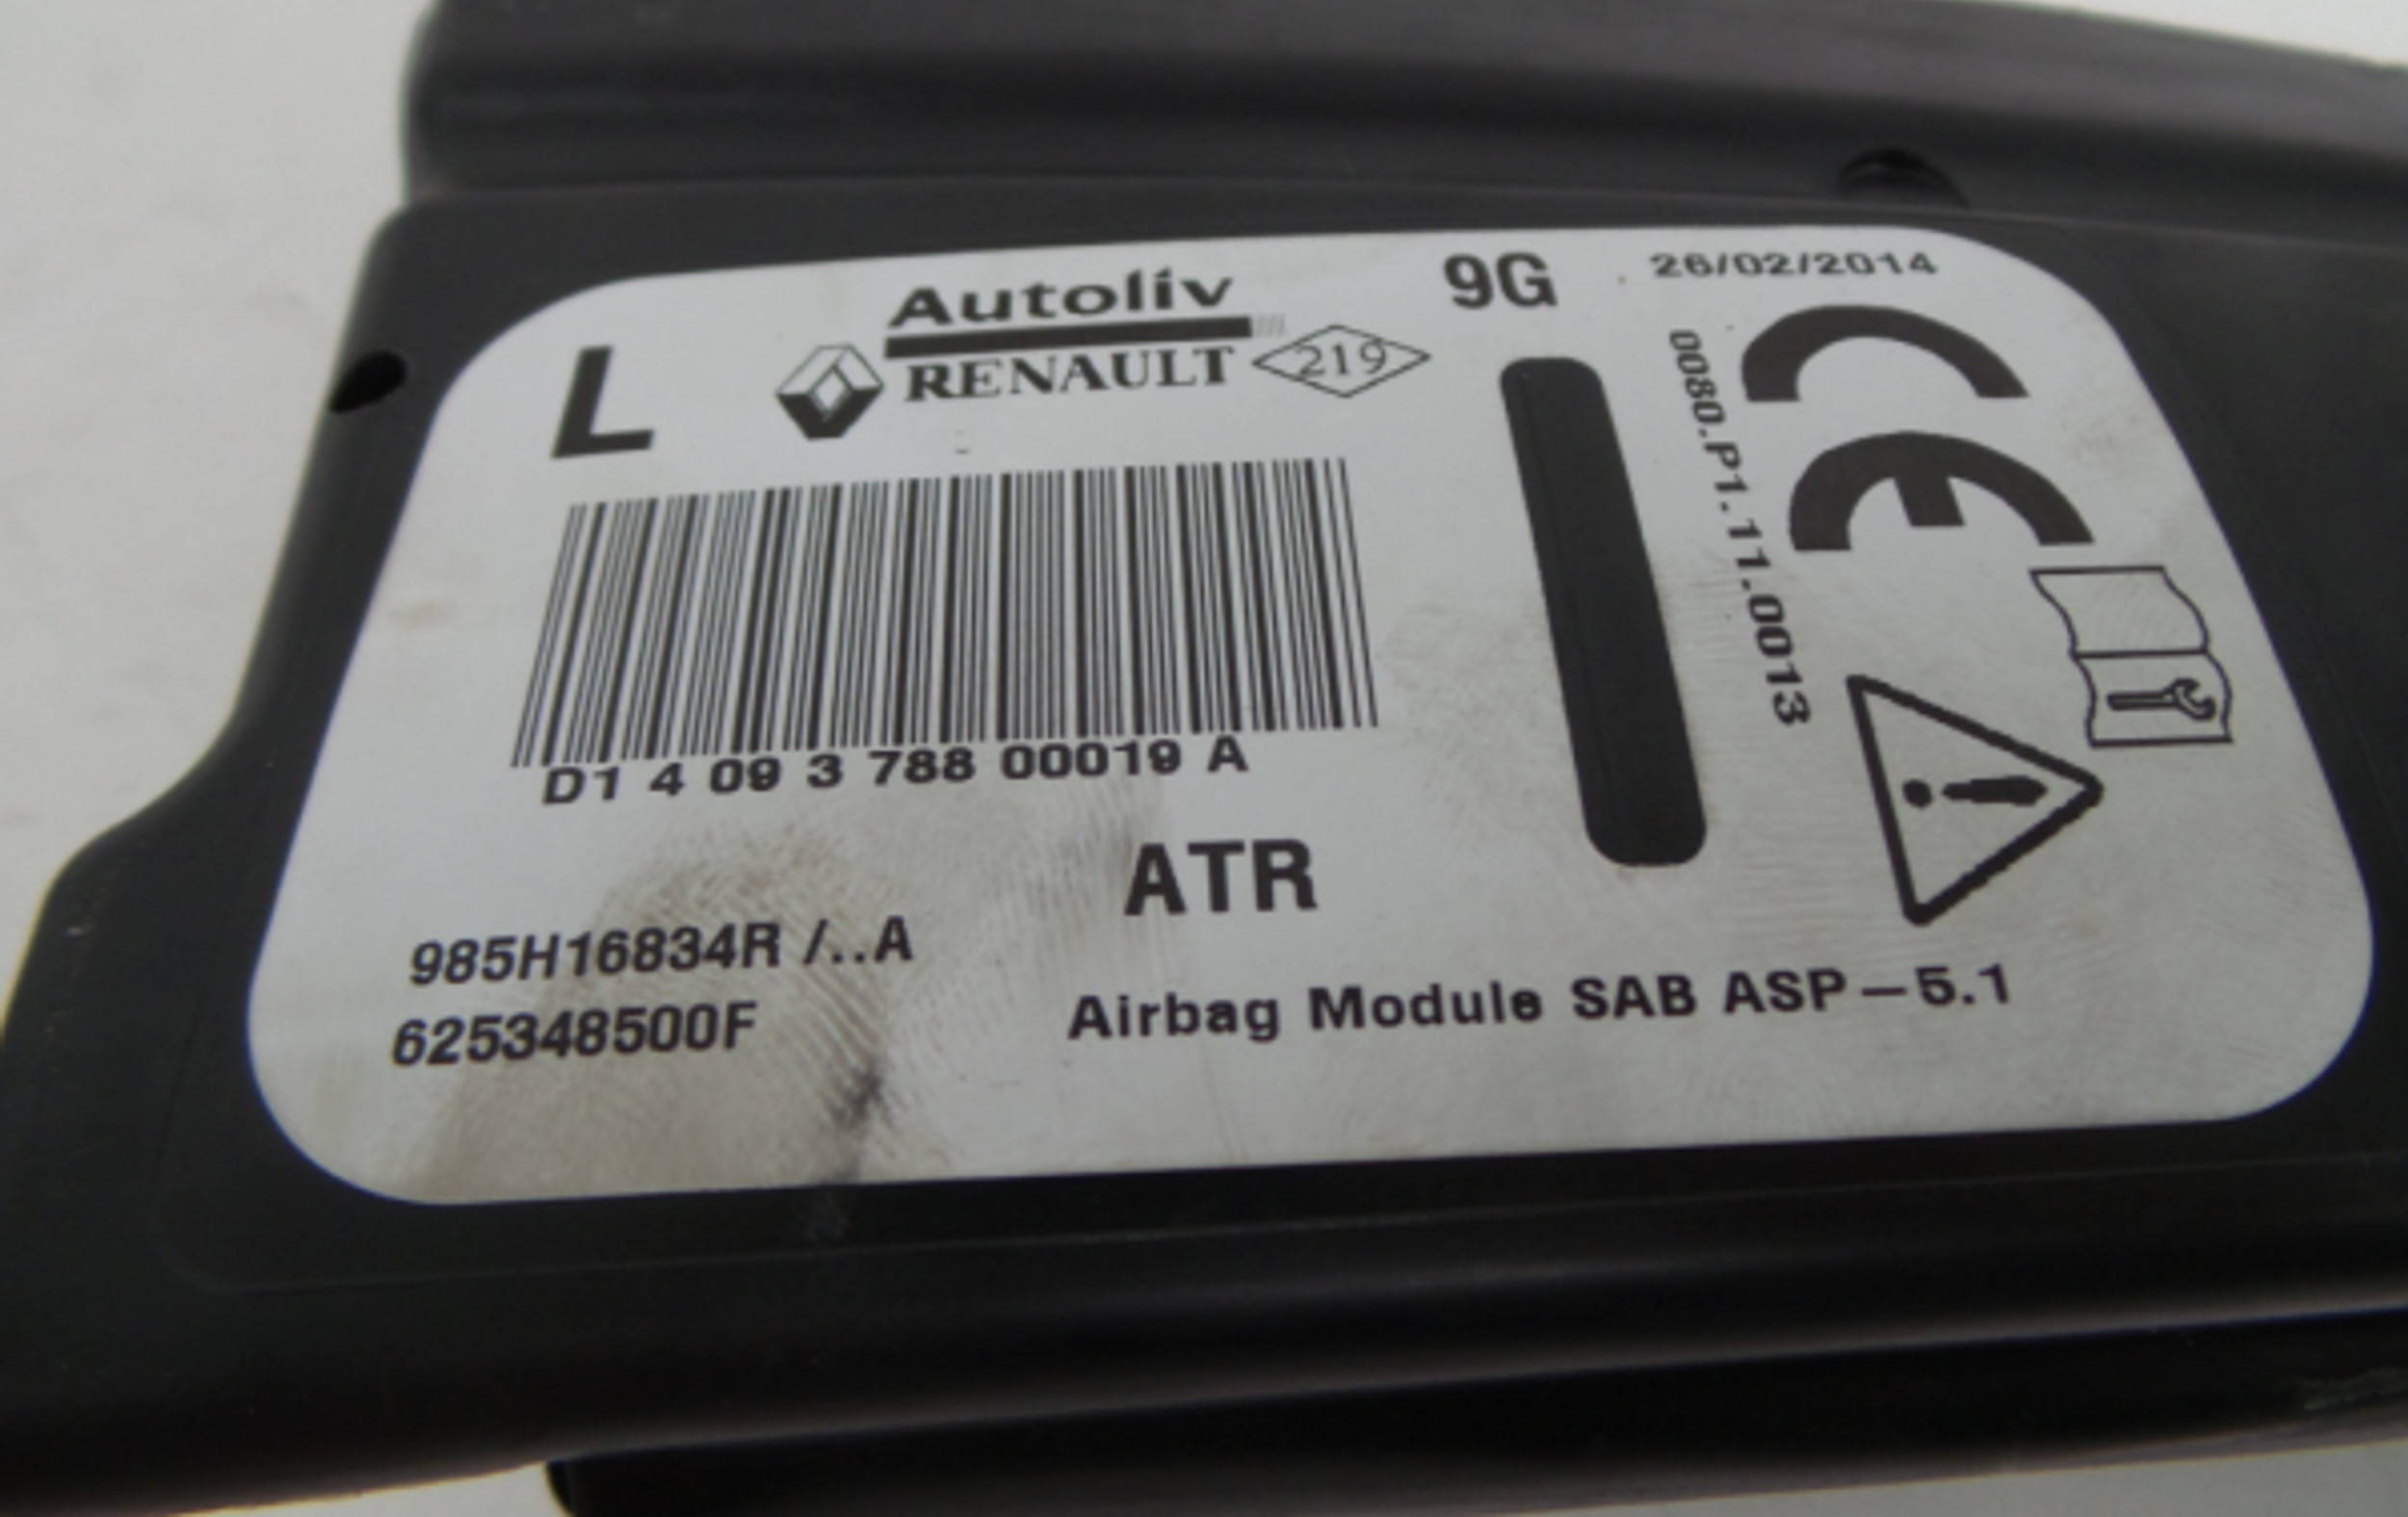 L
Autoliv
RENAULT
219
9G
26/02/2014
0080.P1.11.0013
CE
D1 4 09 3 788 00019 A
ATR
985H16834R /..A
625348500F
Airbag Module SAB ASP-5.1